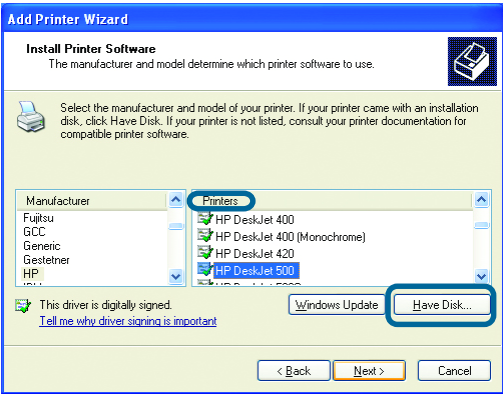 Add Printer Wizard
Install Printer Software
The manufacturer and model determine which printer software to use.
Select the manufacturer and model of your printer. If your printer came with an installation
disk, click Have Disk. If your printer is not listed, consult your printer documentation for
compatible printer software.
Manufacturer
Fujitsu
GCC
Generic
Gestetner
HP
Printers
HP DeskJet 400
HP DeskJet 400 (Monochrome)
HP DeskJet 420
HP DeskJet 500
This driver is digitally signed.
Tell me why driver signing is important
Windows Update
Have Disk...
< Back
Next >
Cancel